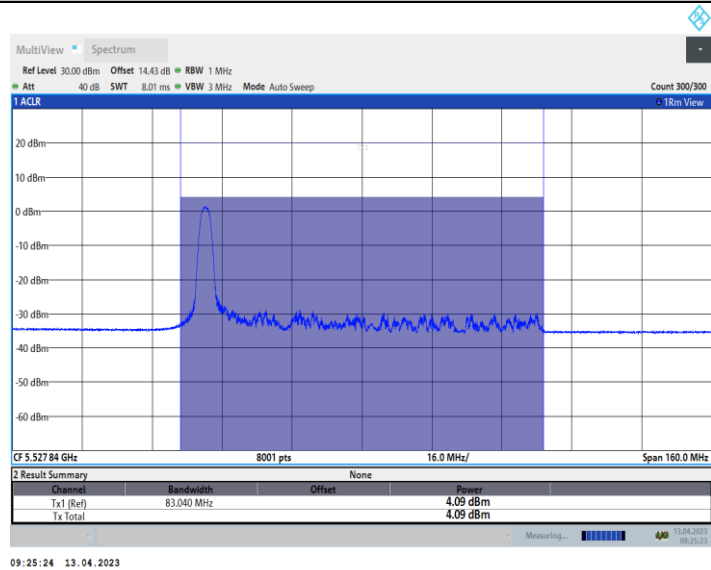 MultiView Spectrum
Ref Level 30.00 dBm Offset 14.43 dB RBW 1 MHz
Att 40 dB SWT 8.01 ms VBW 3 MHz Mode Auto Sweep Count 300/300
1 ACLR 1Rm View
20 dBm
10 dBm
0 dBm
-10 dBm
-20 dBm
-30 dBm
-40 dBm
-50 dBm
-60 dBm
CF 5.527 84 GHz 8001 pts 16.0 MHz/ Span 160.0 MHz
2 Result Summary None
Channel Bandwidth Offset Power
Tx1 (Ref) 83.040 MHz 4.09 dBm
Tx Total 4.09 dBm
Measuring... 13.04.2023
09:25:23
09:25:24 13.04.2023